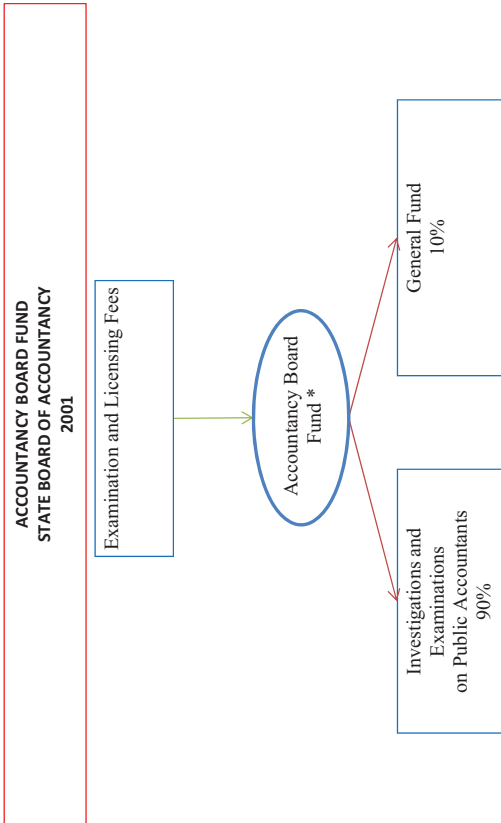 ACCOUNTANCY BOARD FUND
STATE BOARD OF ACCOUNTANCY
2001
Examination and Licensing Fees
Accountancy Board
Fund *
Investigations and
Examinations
on Public Accountants
90%
General Fund
10%